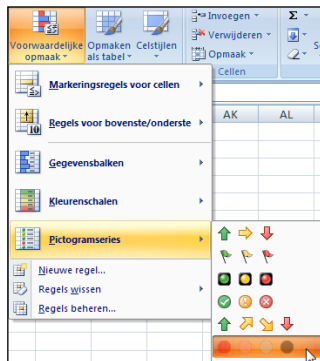 Voorwaardelijke opmaak
Opmaken als tabel
Celstijlen
Invoegen
Verwijderen
Opmaak
Cellen
Σ
AK AL
Markeringsregels voor cellen
Regels voor bovenste/onderste
10
Gegevensbalken
Kleurenschalen
Pictogramseries
Nieuwe regel...
Regels wissen
Regels beheren...